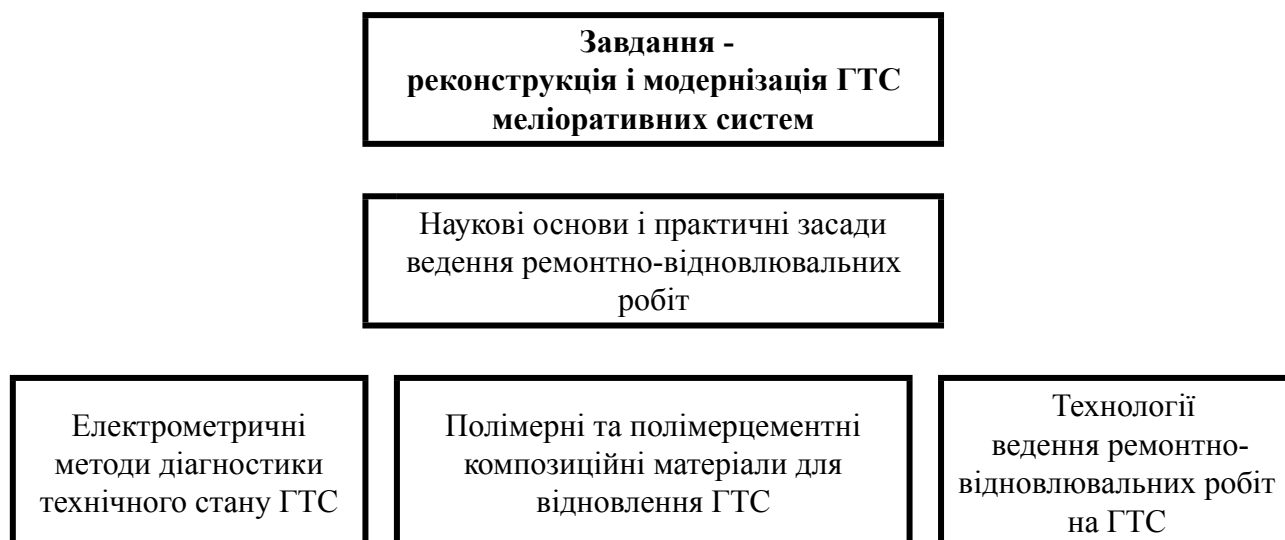 Завдання -
реконструкція і модернізація ГТС
меліоративних систем
Наукові основи і практичні засади
ведення ремонтно-відновлювальних
робіт
Електрометричні
методи діагностики
технічного стану ГТС
Полімерні та полімерцементні
композиційні матеріали для
відновлення ГТС
Технології
ведення ремонтно-
відновлювальних робіт
на ГТС